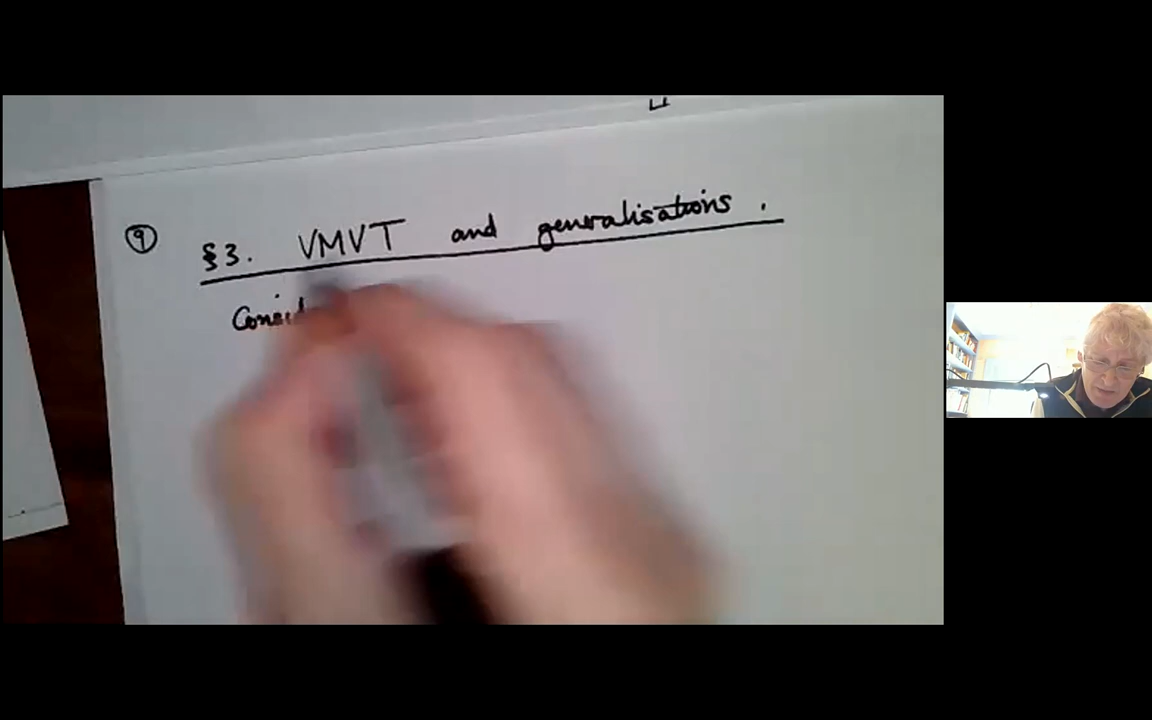 ⑨ §3. VMVT and generalisations.